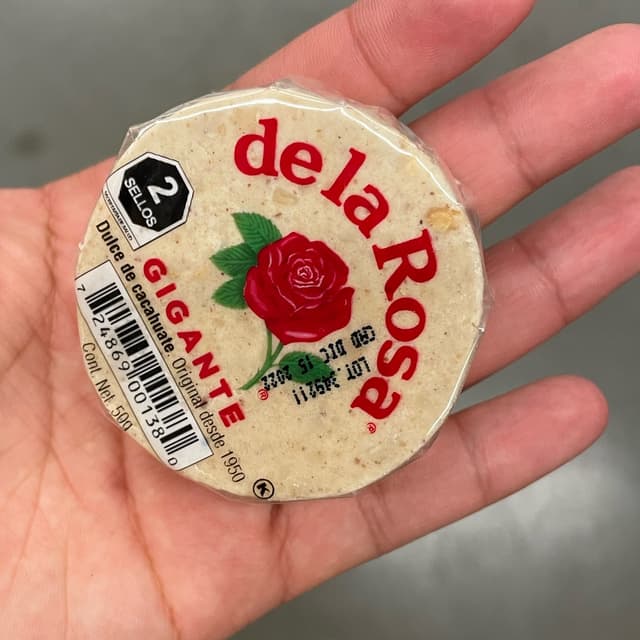 de la Rosa®
2
SELLOS
GIGANTE®
Dulce de cacahuate. Original desde 1950
7 24869 00138 0
Cont. Net. 50g
CAD DIC 15 2022
K